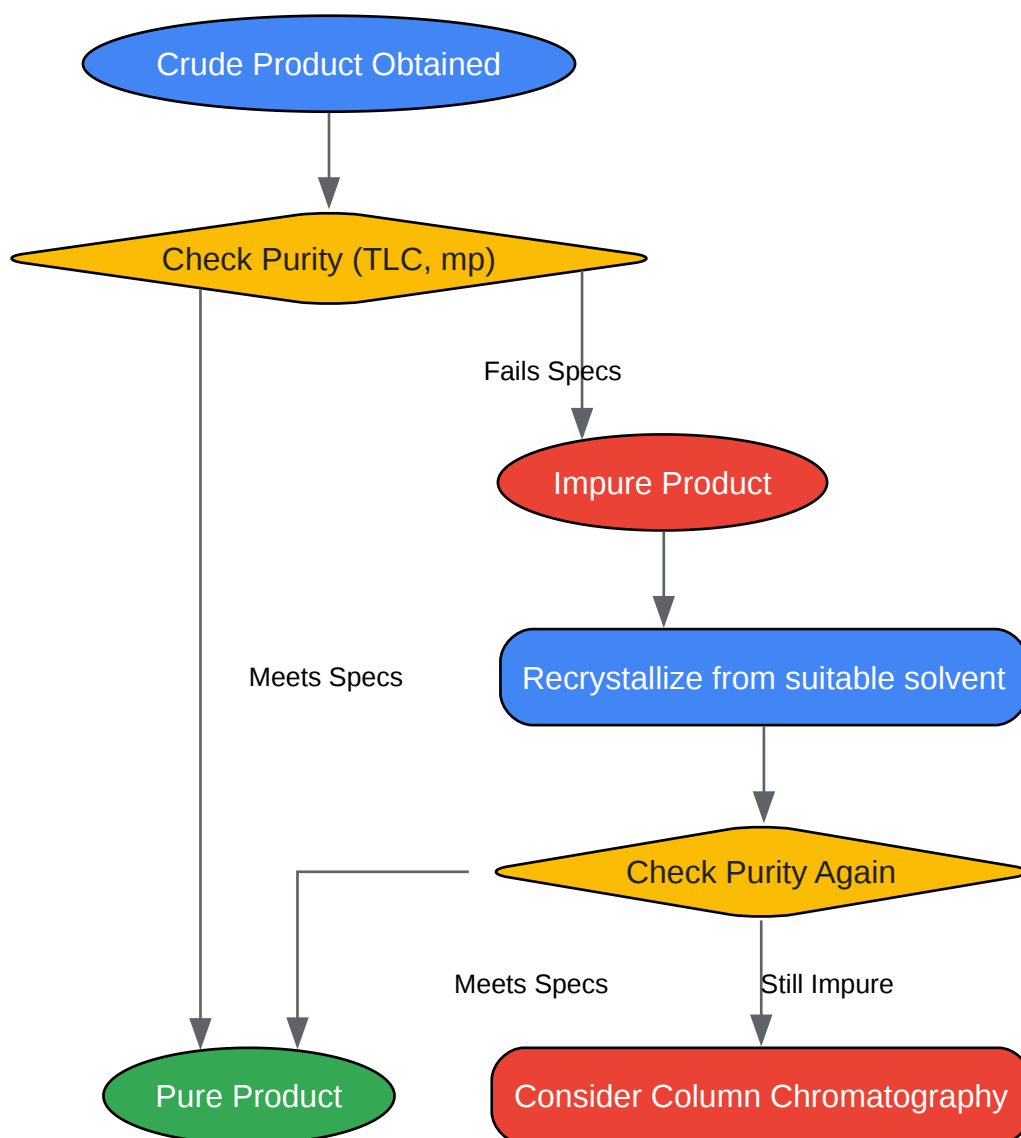 Crude Product Obtained
Check Purity (TLC, mp)
Fails Specs
Impure Product
Meets Specs
Recrystallize from suitable solvent
Check Purity Again
Meets Specs
Still Impure
Pure Product
Consider Column Chromatography